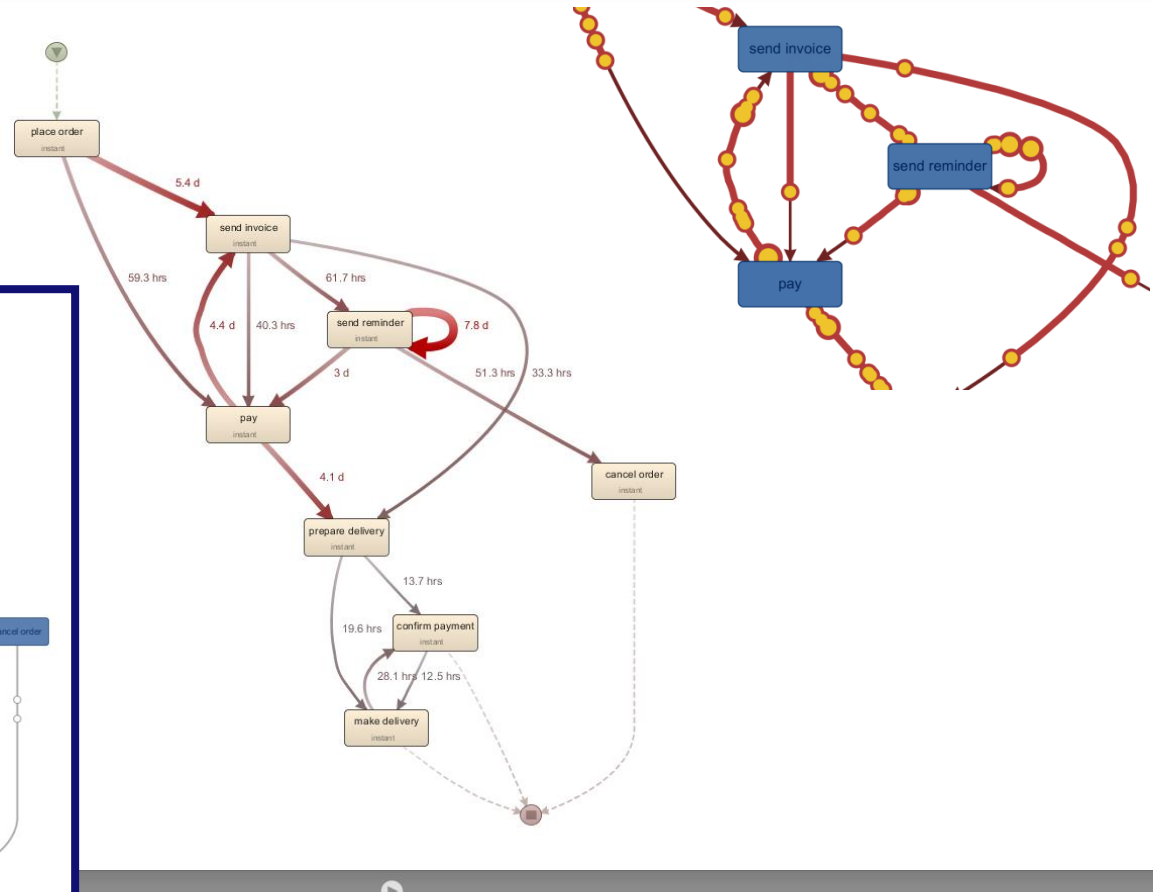 place order
instant
5.4 d
send invoice
instant
59.3 hrs
61.7 hrs
4.4 d
40.3 hrs
send reminder
instant
7.8 d
3 d
51.3 hrs
33.3 hrs
pay
instant
4.1 d
cancel order
instant
prepare delivery
instant
13.7 hrs
19.6 hrs
confirm payment
instant
28.1 hrs
12.5 hrs
make delivery
instant
send invoice
send reminder
pay
ancel order